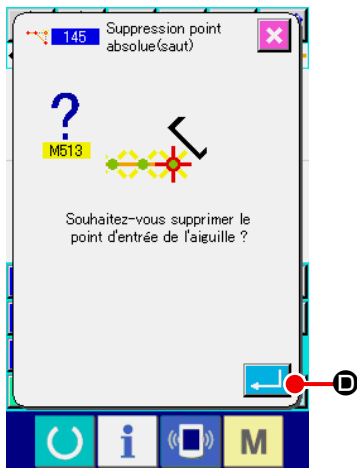 145 Suppression point
absolue(saut)
?
M513
Souhaitez-vous supprimer le
point d'entrée de l'aiguille ?
D
i
M